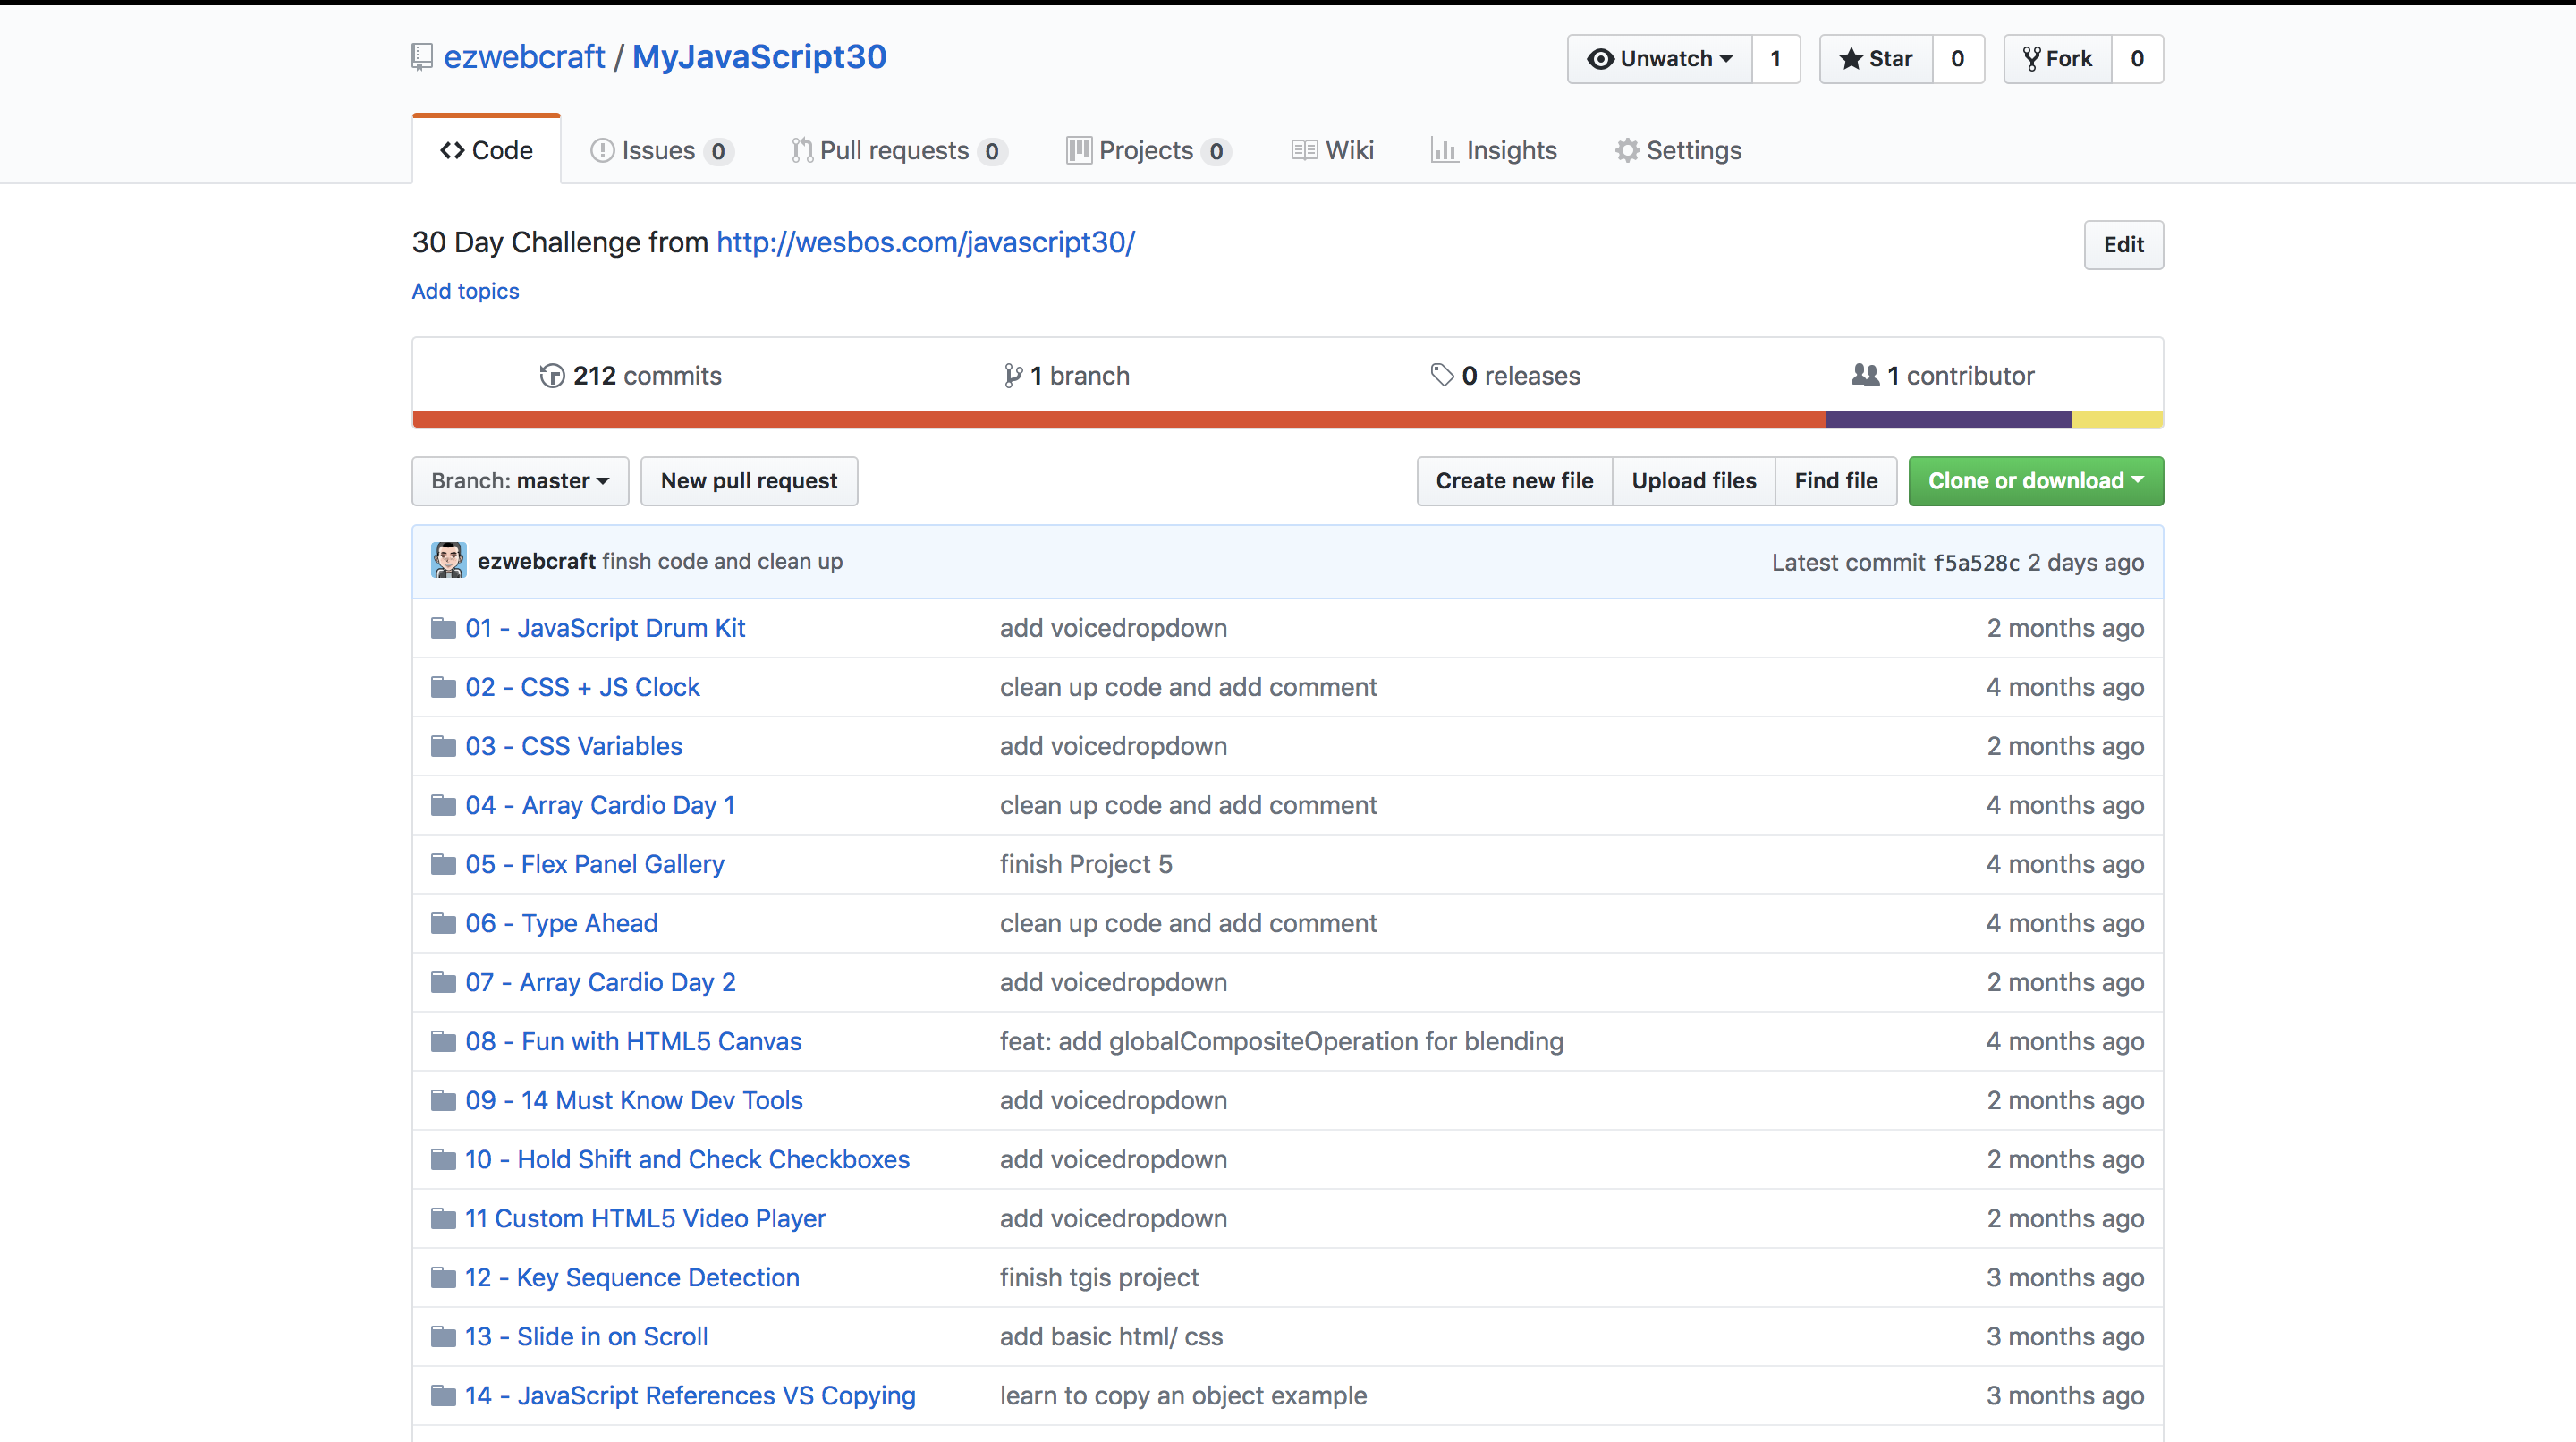 ezwebcraft / MyJavaScript30
Unwatch 1 Star 0 Fork 0
Code Issues 0 Pull requests 0 Projects 0 Wiki Insights Settings
30 Day Challenge from http://wesbos.com/javascript30/
Edit
Add topics
212 commits 1 branch 0 releases 1 contributor
Branch: master New pull request Create new file Upload files Find file Clone or download
ezwebcraft finsh code and clean up Latest commit f5a528c 2 days ago
01 - JavaScript Drum Kit add voicedropdown 2 months ago
02 - CSS + JS Clock clean up code and add comment 4 months ago
03 - CSS Variables add voicedropdown 2 months ago
04 - Array Cardio Day 1 clean up code and add comment 4 months ago
05 - Flex Panel Gallery finish Project 5 4 months ago
06 - Type Ahead clean up code and add comment 4 months ago
07 - Array Cardio Day 2 add voicedropdown 2 months ago
08 - Fun with HTML5 Canvas feat: add globalCompositeOperation for blending 4 months ago
09 - 14 Must Know Dev Tools add voicedropdown 2 months ago
10 - Hold Shift and Check Checkboxes add voicedropdown 2 months ago
11 Custom HTML5 Video Player add voicedropdown 2 months ago
12 - Key Sequence Detection finish tgis project 3 months ago
13 - Slide in on Scroll add basic html/ css 3 months ago
14 - JavaScript References VS Copying learn to copy an object example 3 months ago